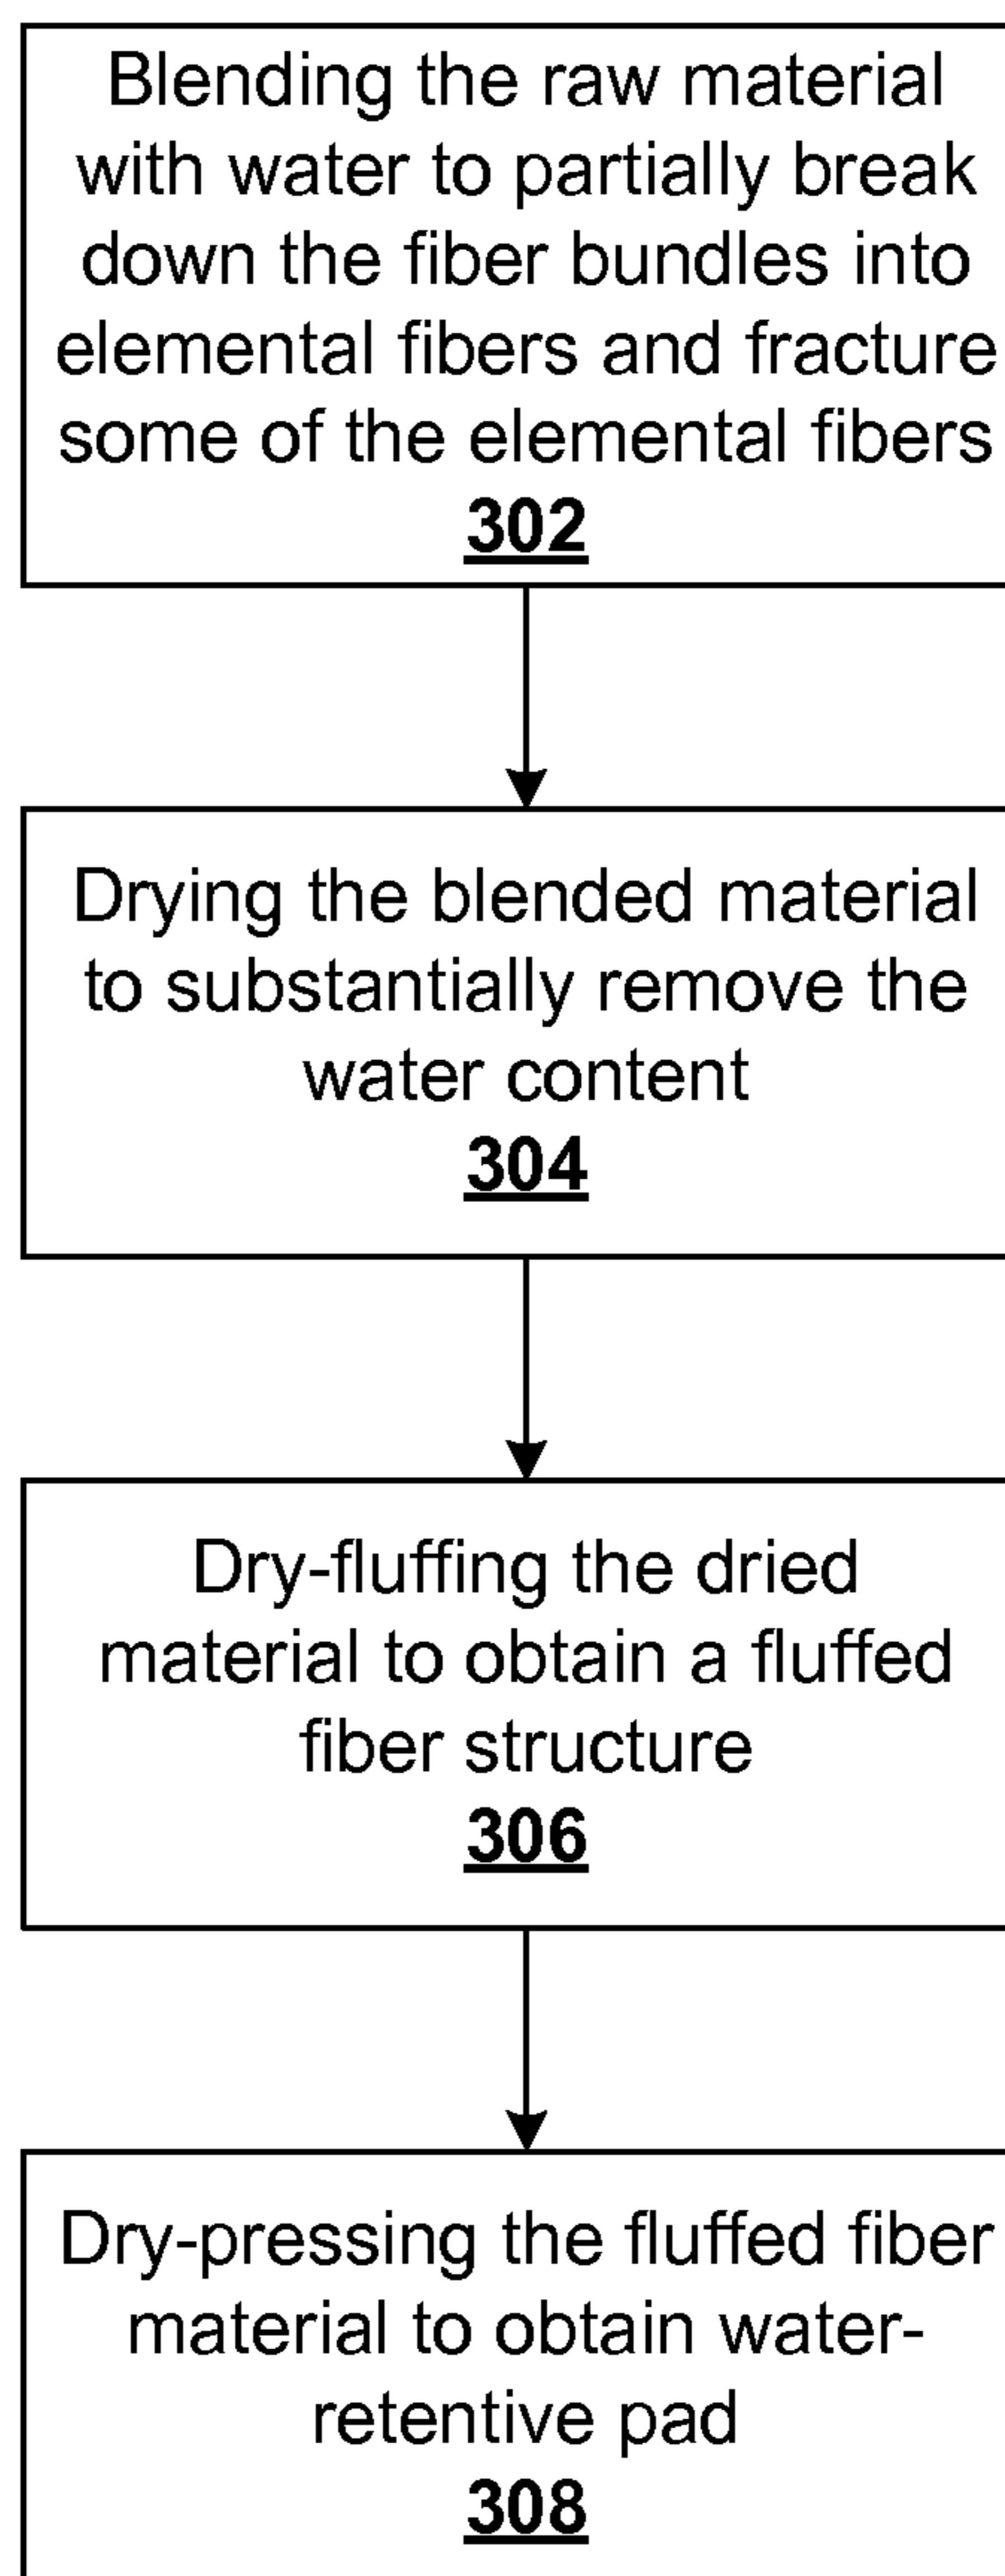 Blending the raw material
with water to partially break
down the fiber bundles into
elemental fibers and fracture
some of the elemental fibers
302
Drying the blended material
to substantially remove the
water content
304
Dry-fluffing the dried
material to obtain a fluffed
fiber structure
306
Dry-pressing the fluffed fiber
material to obtain water-
retentive pad
308